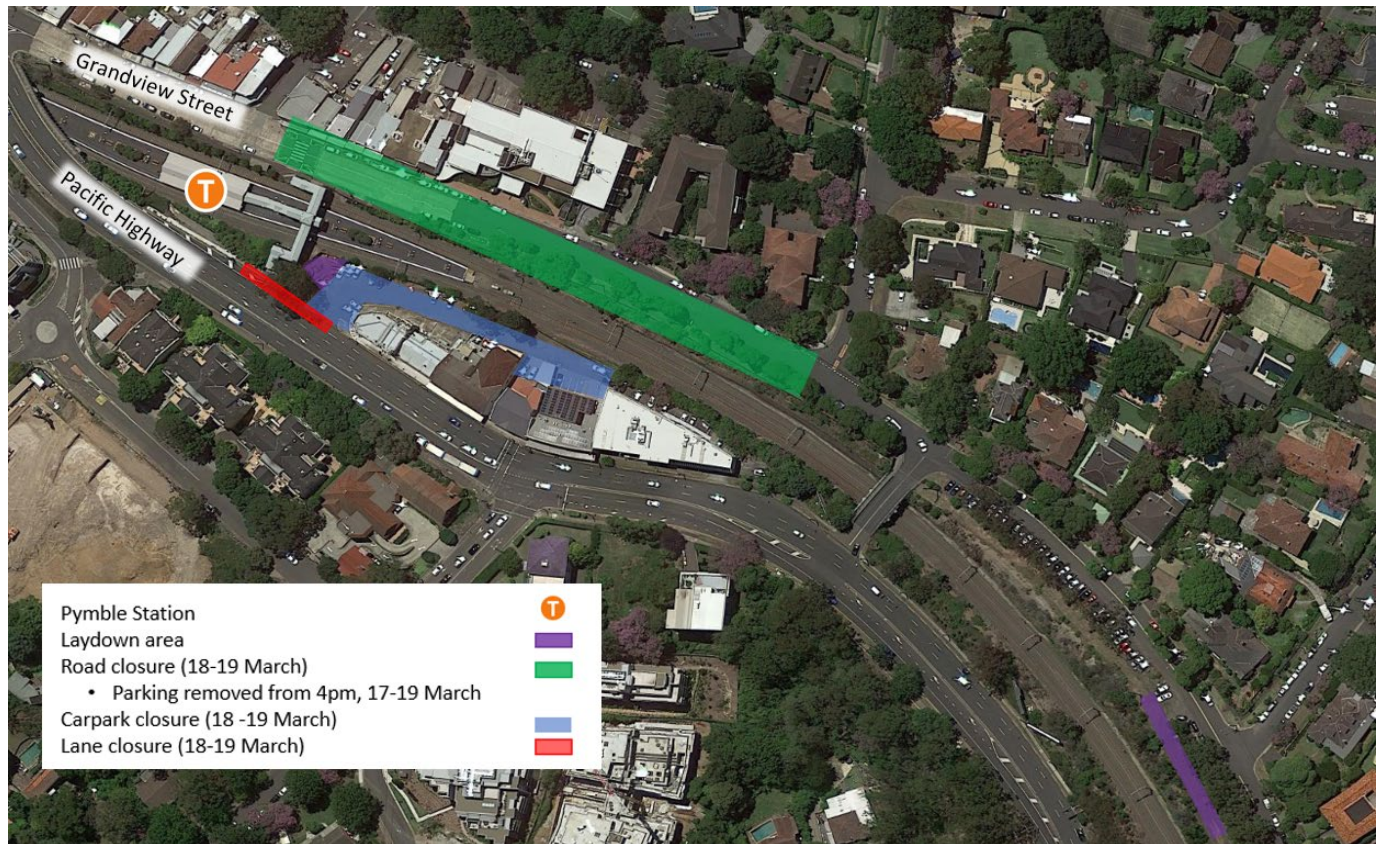 Grandview Street
T
Pacific Highway
Pymble Station T
Laydown area
Road closure (18-19 March)
• Parking removed from 4pm, 17-19 March
Carpark closure (18 -19 March)
Lane closure (18-19 March)